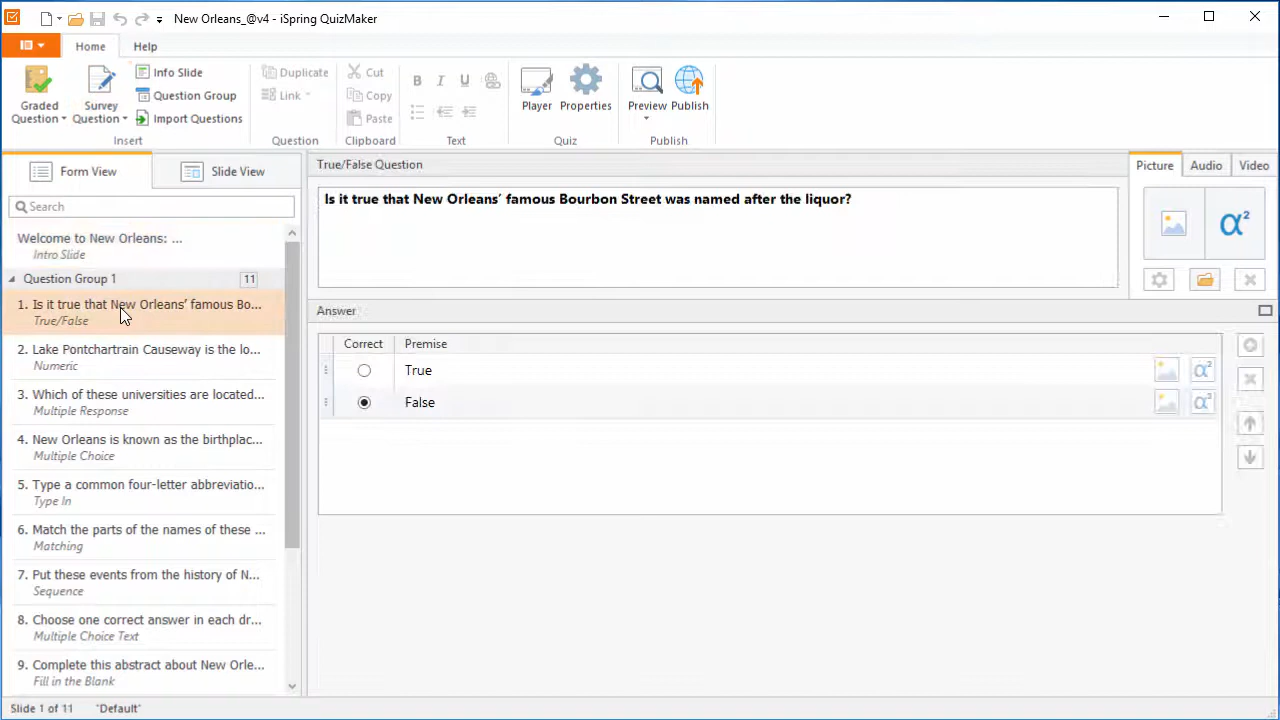 New Orleans_@v4 - iSpring QuizMaker
Home Help
Graded Question
Survey Question
Info Slide
Question Group
Import Questions
Insert
Duplicate
Link
Question
Cut
Copy
Paste
Clipboard
B I U
Text
Player
Properties
Quiz
Preview
Publish
Publish
Form View
Slide View
Search
Welcome to New Orleans: ...
Intro Slide
Question Group 1 11
1. Is it true that New Orleans’ famous Bo...
True/False
2. Lake Pontchartrain Causeway is the lo...
Numeric
3. Which of these universities are located...
Multiple Response
4. New Orleans is known as the birthplac...
Multiple Choice
5. Type a common four-letter abbreviatio...
Type In
6. Match the parts of the names of these ...
Matching
7. Put these events from the history of N...
Sequence
8. Choose one correct answer in each dr...
Multiple Choice Text
9. Complete this abstract about New Orle...
Fill in the Blank
True/False Question
Is it true that New Orleans’ famous Bourbon Street was named after the liquor?
Picture Audio Video
α²
Answer
Correct Premise
True
α²
False
α²
Slide 1 of 11 "Default"